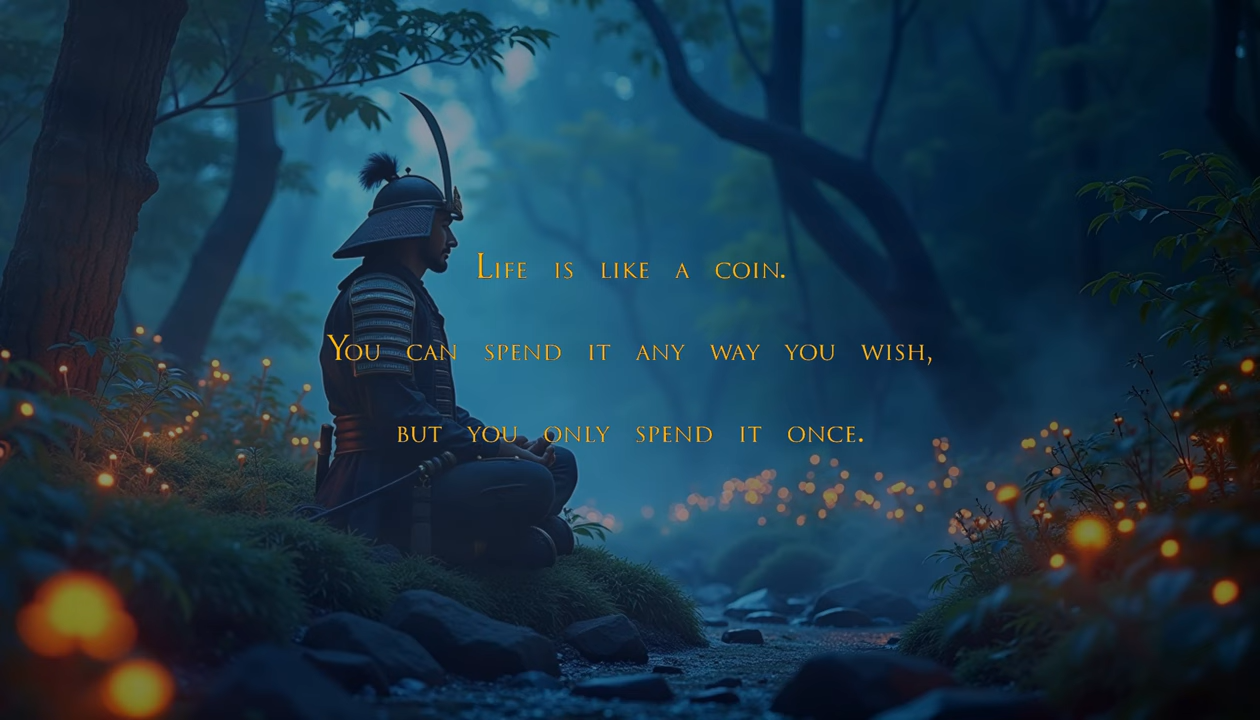 Life is like a coin.
You can spend it any way you wish,
but you only spend it once.